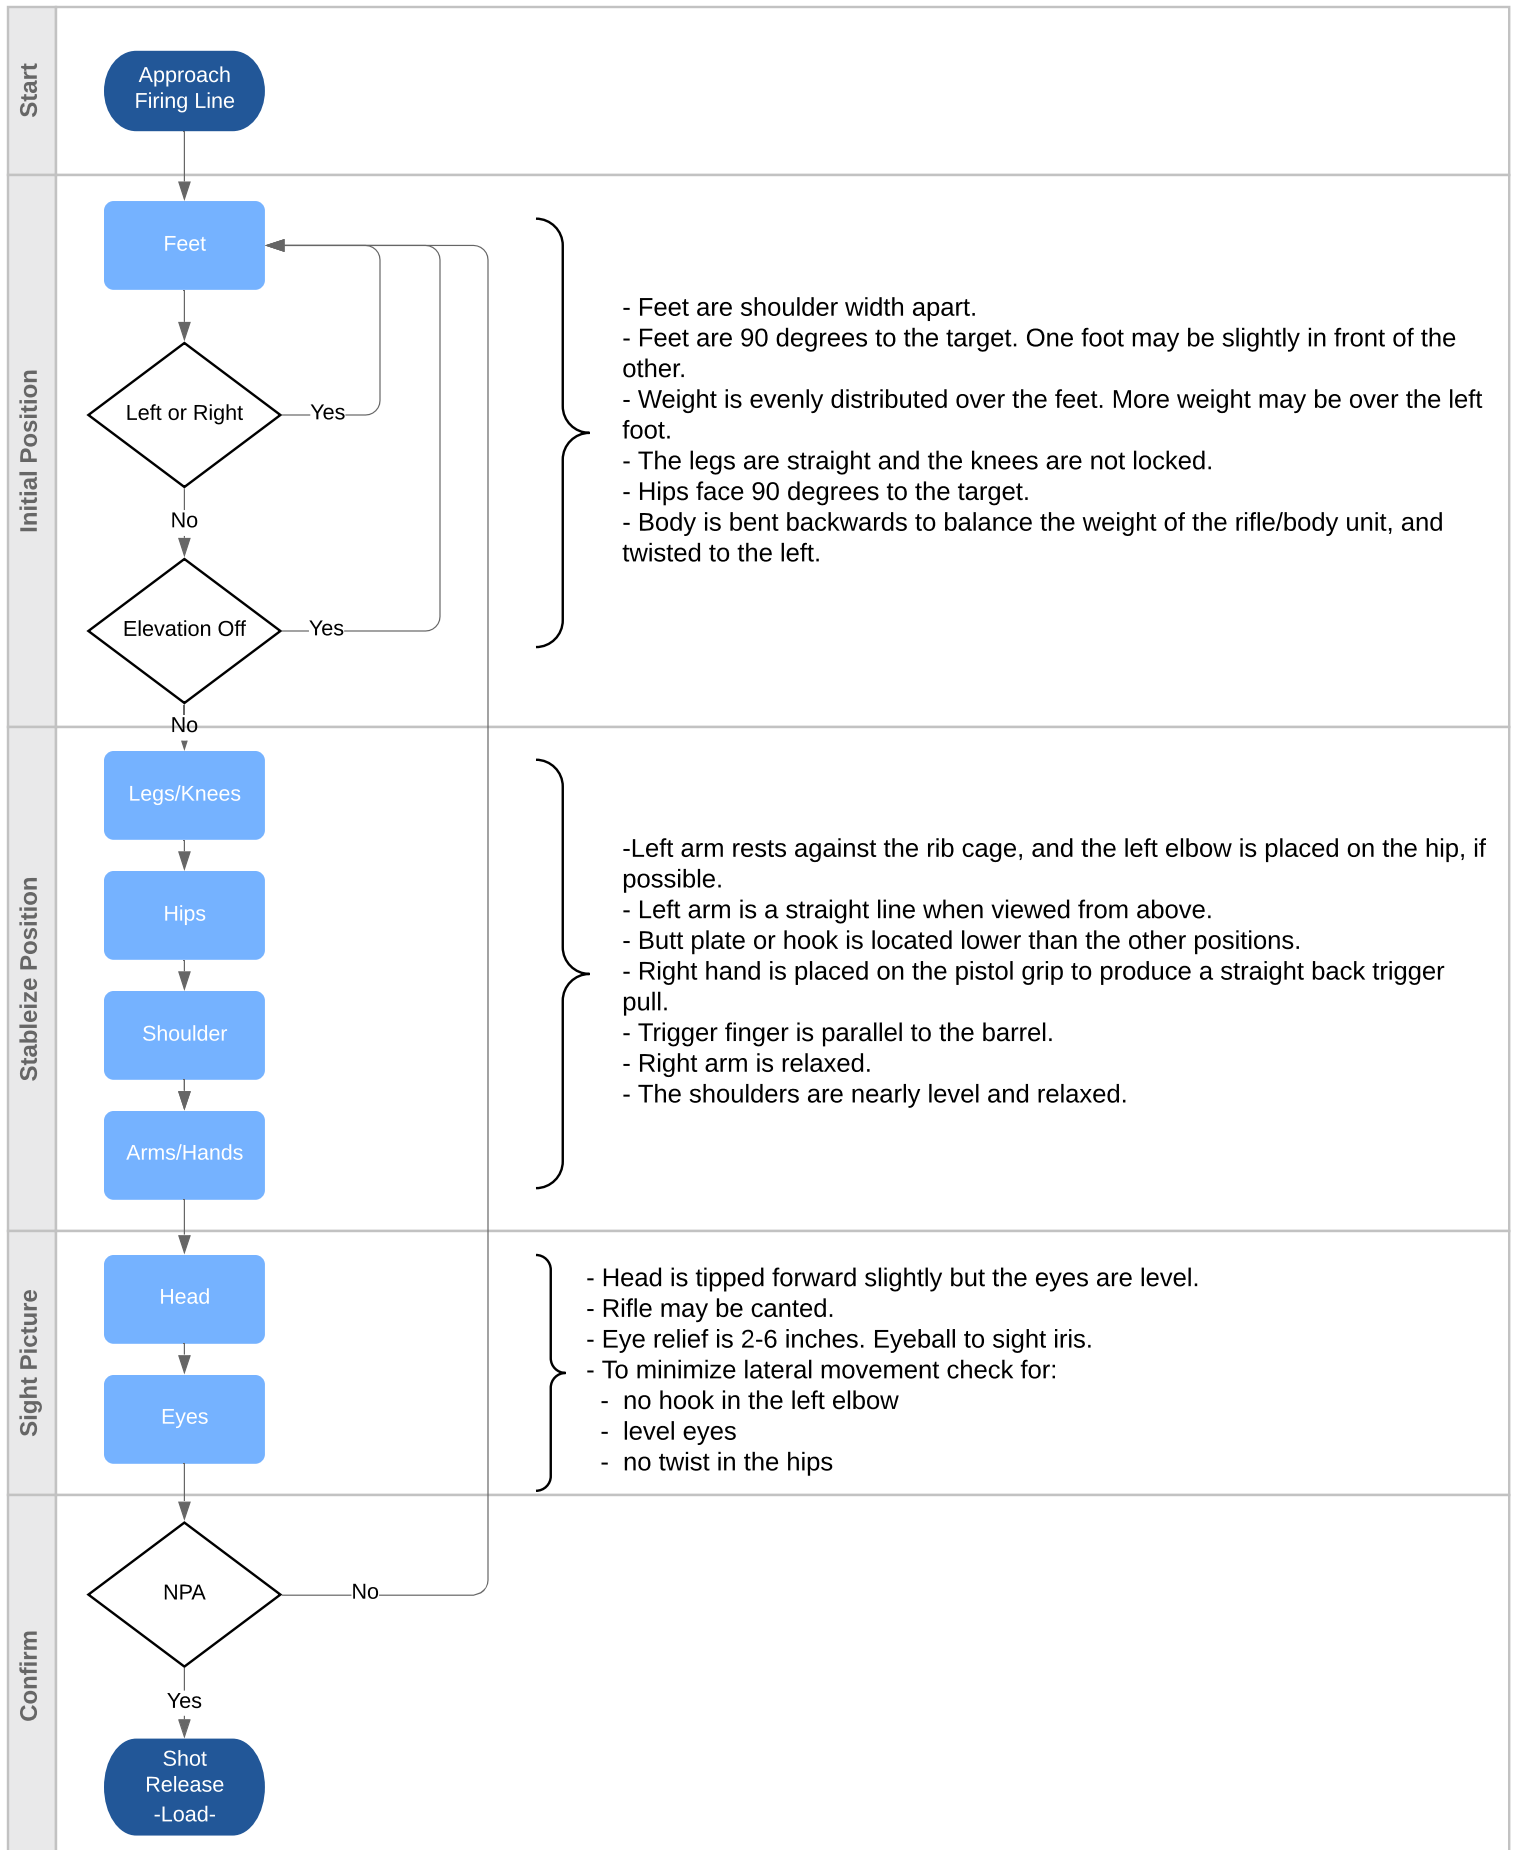 Start
Approach
Firing Line
Initial Position
Feet
Left or Right
Yes
No
Elevation Off
Yes
No
- Feet are shoulder width apart.
- Feet are 90 degrees to the target. One foot may be slightly in front of the
other.
- Weight is evenly distributed over the feet. More weight may be over the left
foot.
- The legs are straight and the knees are not locked.
- Hips face 90 degrees to the target.
- Body is bent backwards to balance the weight of the rifle/body unit, and
twisted to the left.
Stableize Position
Legs/Knees
Hips
Shoulder
Arms/Hands
-Left arm rests against the rib cage, and the left elbow is placed on the hip, if
possible.
- Left arm is a straight line when viewed from above.
- Butt plate or hook is located lower than the other positions.
- Right hand is placed on the pistol grip to produce a straight back trigger
pull.
- Trigger finger is parallel to the barrel.
- Right arm is relaxed.
- The shoulders are nearly level and relaxed.
Sight Picture
Head
Eyes
- Head is tipped forward slightly but the eyes are level.
- Rifle may be canted.
- Eye relief is 2-6 inches. Eyeball to sight iris.
- To minimize lateral movement check for:
- no hook in the left elbow
- level eyes
- no twist in the hips
Confirm
NPA
No
Yes
Shot
Release
-Load-